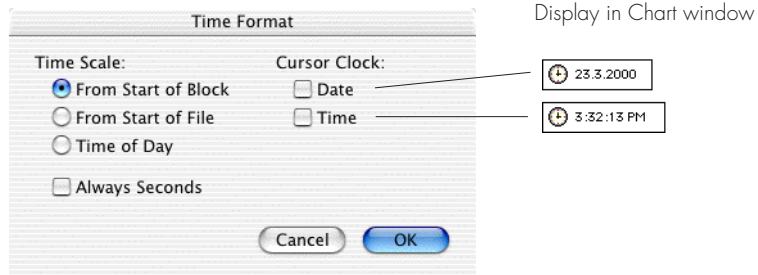 Time Format
Display in Chart window
Time Scale:
From Start of Block
From Start of File
Time of Day
Always Seconds
Cursor Clock:
Date
Time
23.3.2000
3:32:13 PM
Cancel
OK